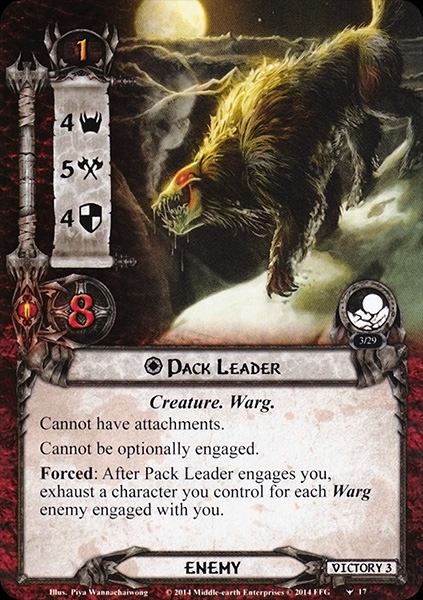 1
4
5
4
8
3/29
Pack Leader
Creature. Warg.
Cannot have attachments.
Cannot be optionally engaged.
Forced: After Pack Leader engages you,
exhaust a character you control for each Warg
enemy engaged with you.
ENEMY
VICTORY 3
Illus. Piya Wannachaiwong © 2014 Middle-earth Enterprises © 2014 FFG 17